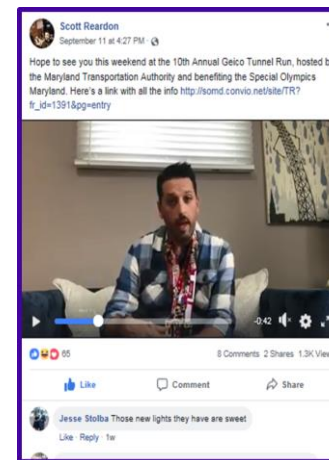 Scott Reardon
September 11 at 4:27 PM ·
Hope to see you this weekend at the 10th Annual Geico Tunnel Run, hosted b
the Maryland Transportation Authority and benefiting the Special Olympics
Maryland. Here's a link with all the info http://somd.convio.net/site/TR?
fr_id=1391&pg=entry
-0:42
65
8 Comments 2 Shares 1.3K View
Like
Comment
Share
Jesse Stolba Those new lights they have are sweet
Like · Reply · 1w